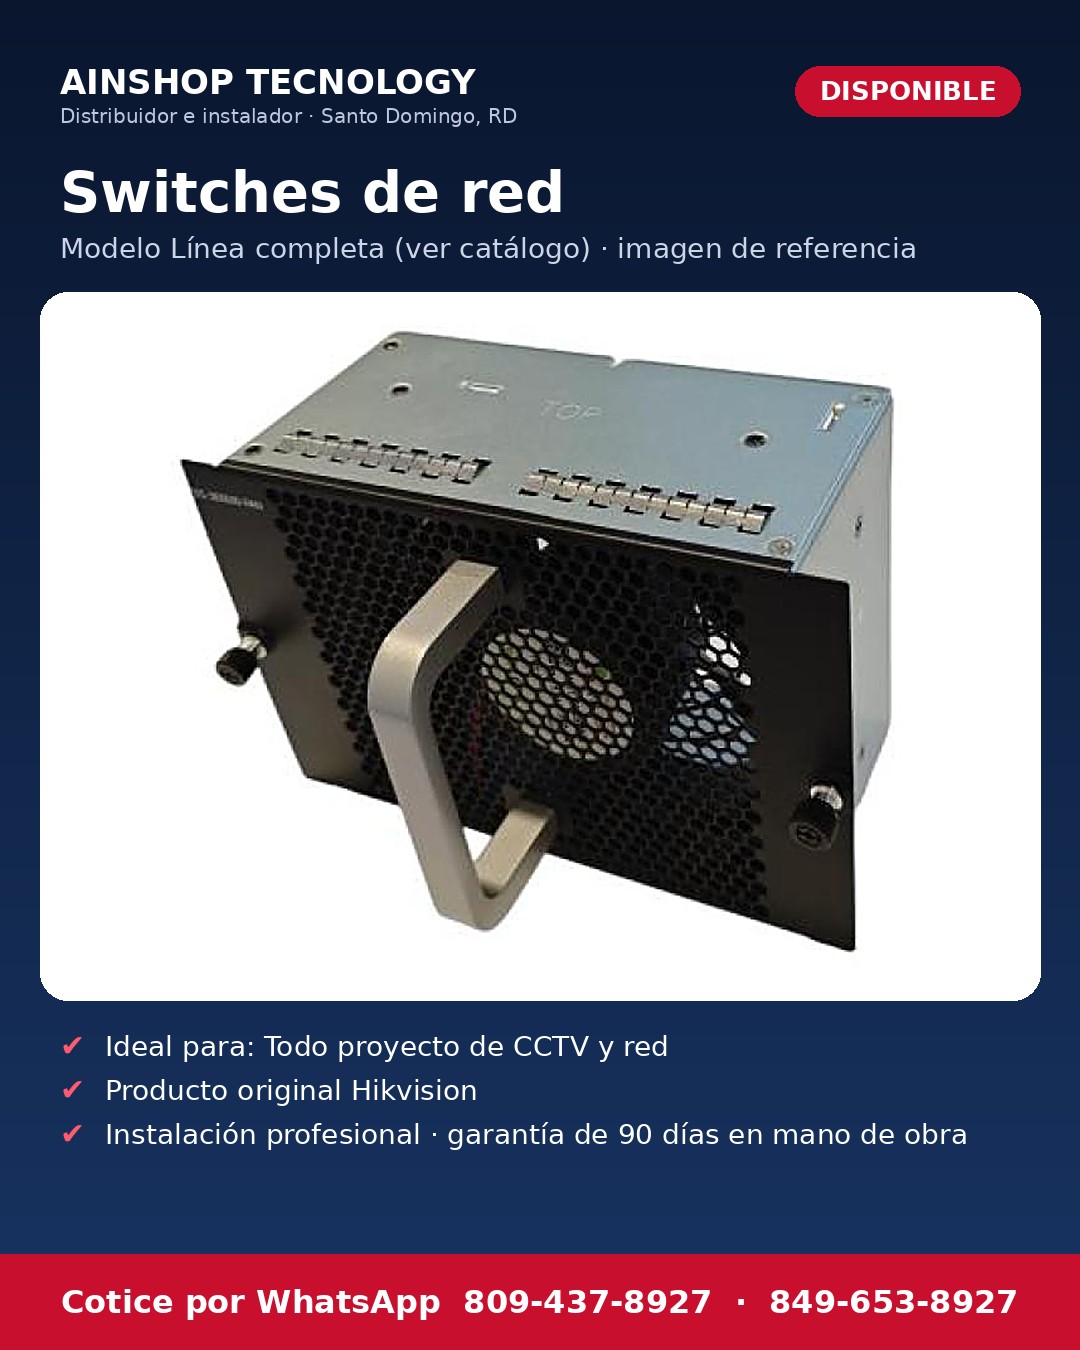 AINSHOP TECNOLOGY
Distribuidor e instalador · Santo Domingo, RD
DISPONIBLE
Switches de red
Modelo Línea completa (ver catálogo) · imagen de referencia
TOP
✔ Ideal para: Todo proyecto de CCTV y red
✔ Producto original Hikvision
✔ Instalación profesional · garantía de 90 días en mano de obra
Cotice por WhatsApp 809-437-8927 · 849-653-8927